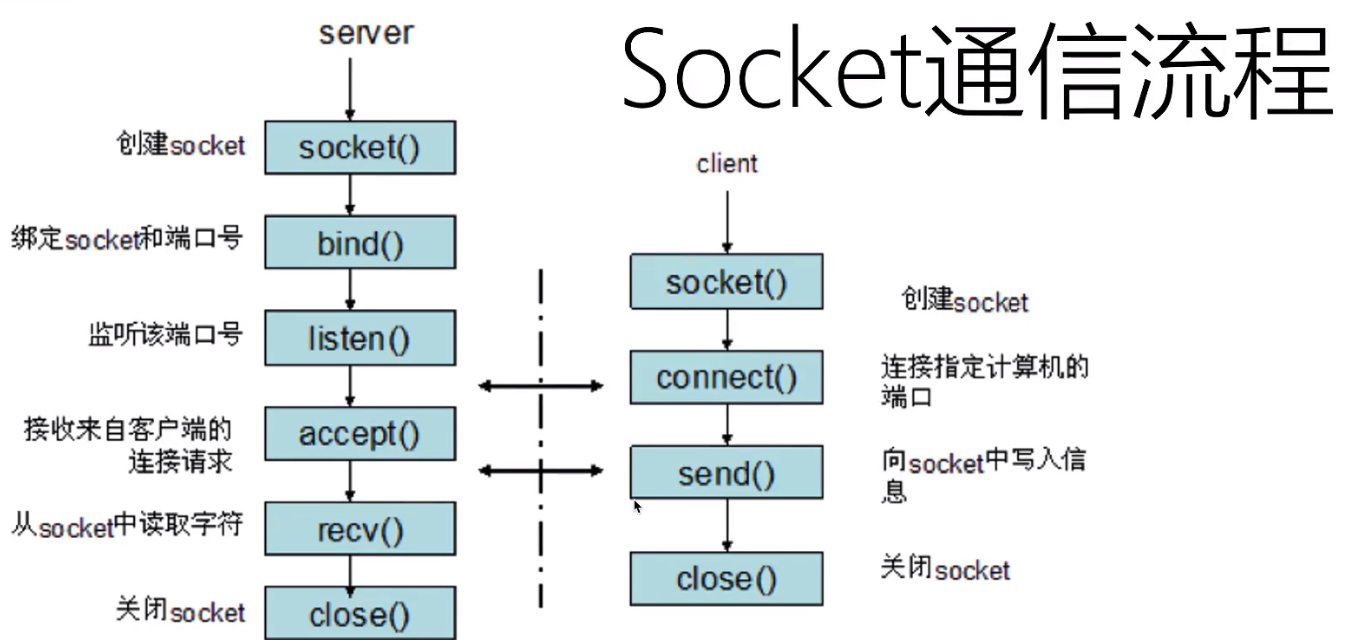 Socket通信流程
server
创建socket
socket()
绑定socket和端口号
bind()
监听该端口号
listen()
接收来自客户端的
连接请求
accept()
从socket中读取字符
recv()
关闭socket
close()
client
socket()
创建socket
connect()
连接指定计算机的
端口
send()
向socket中写入信
息
close()
关闭socket